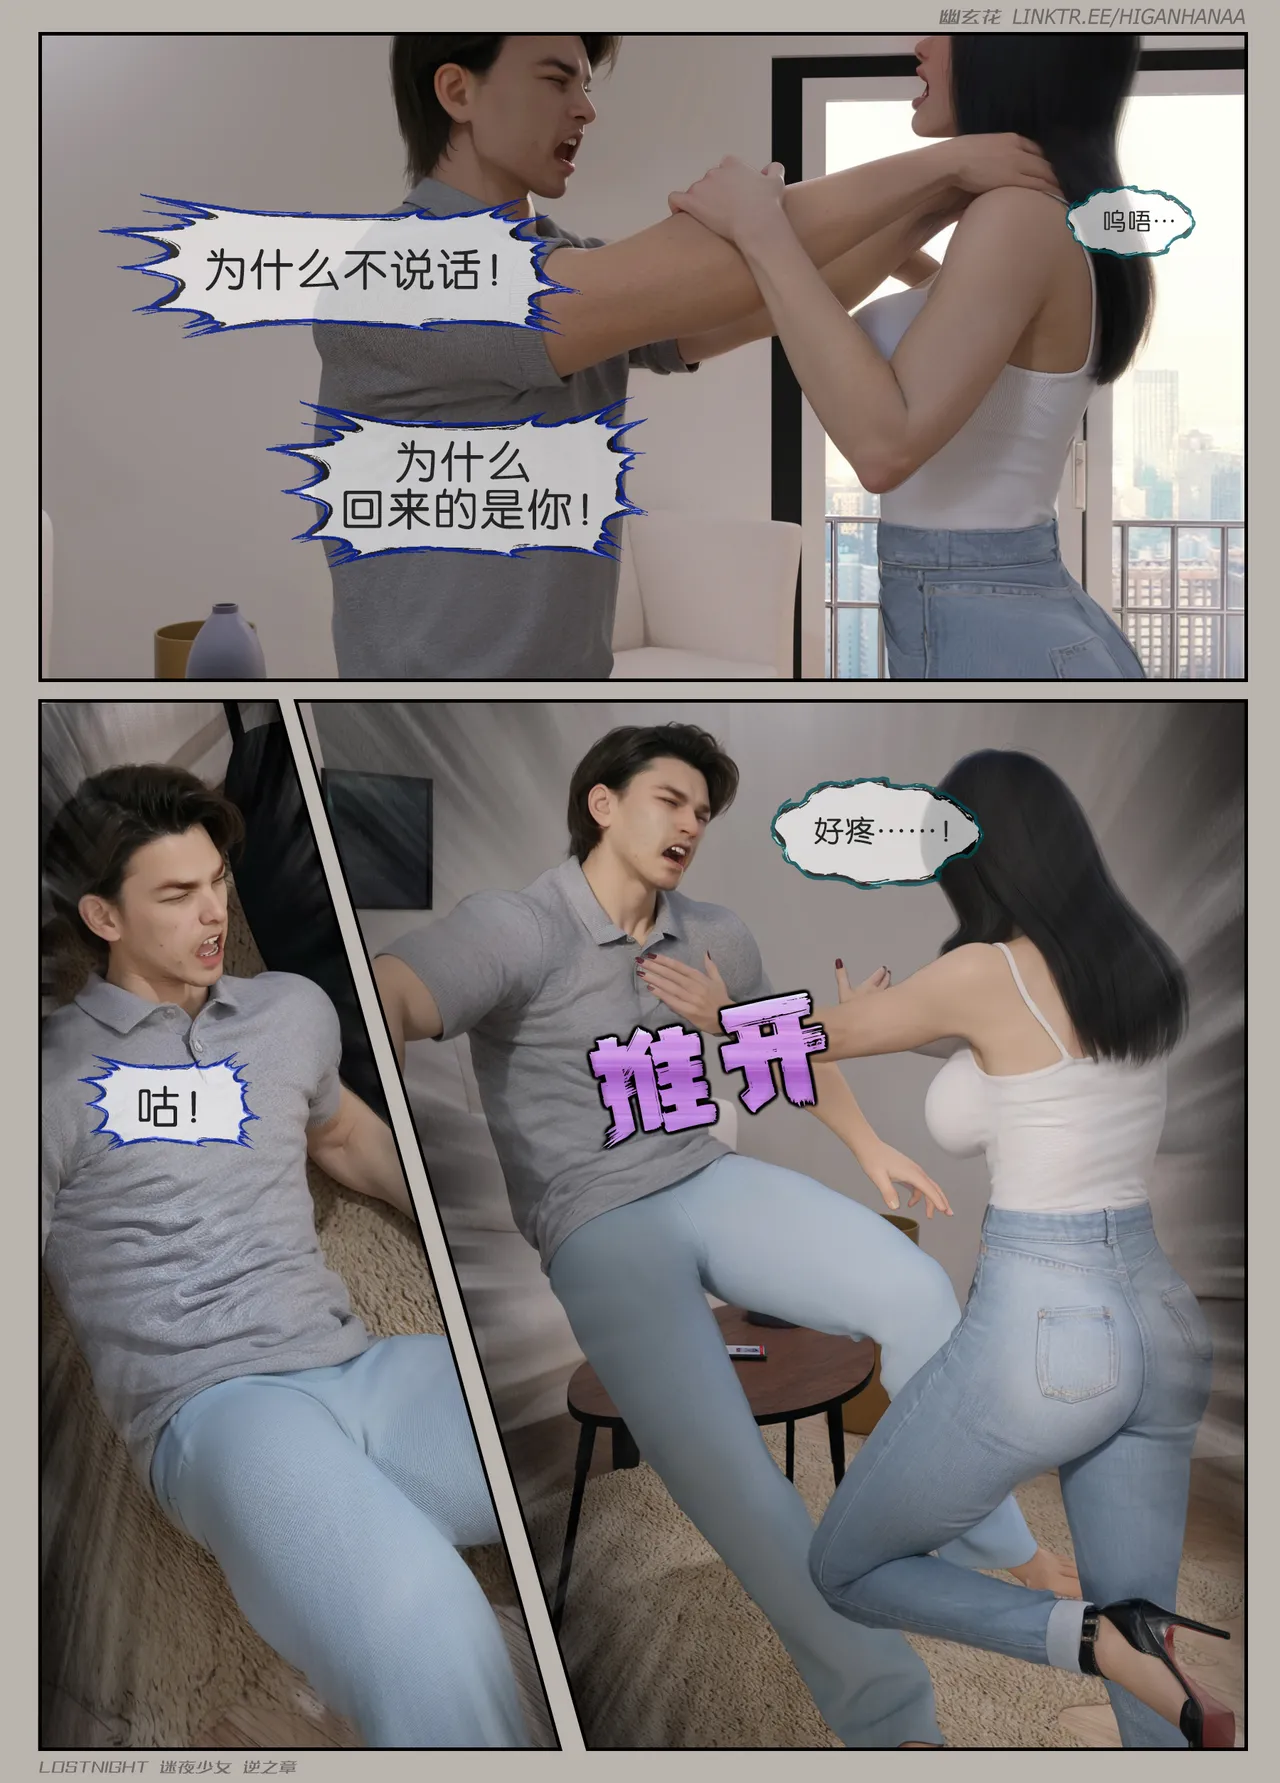 幽玄花 LINKTR.EE/HIGANHANAA
为什么不说话!
呜唔…
为什么
回来的是你!
好疼……!
推开
咕!
LOSTNIGHT 迷夜少女 逆之章